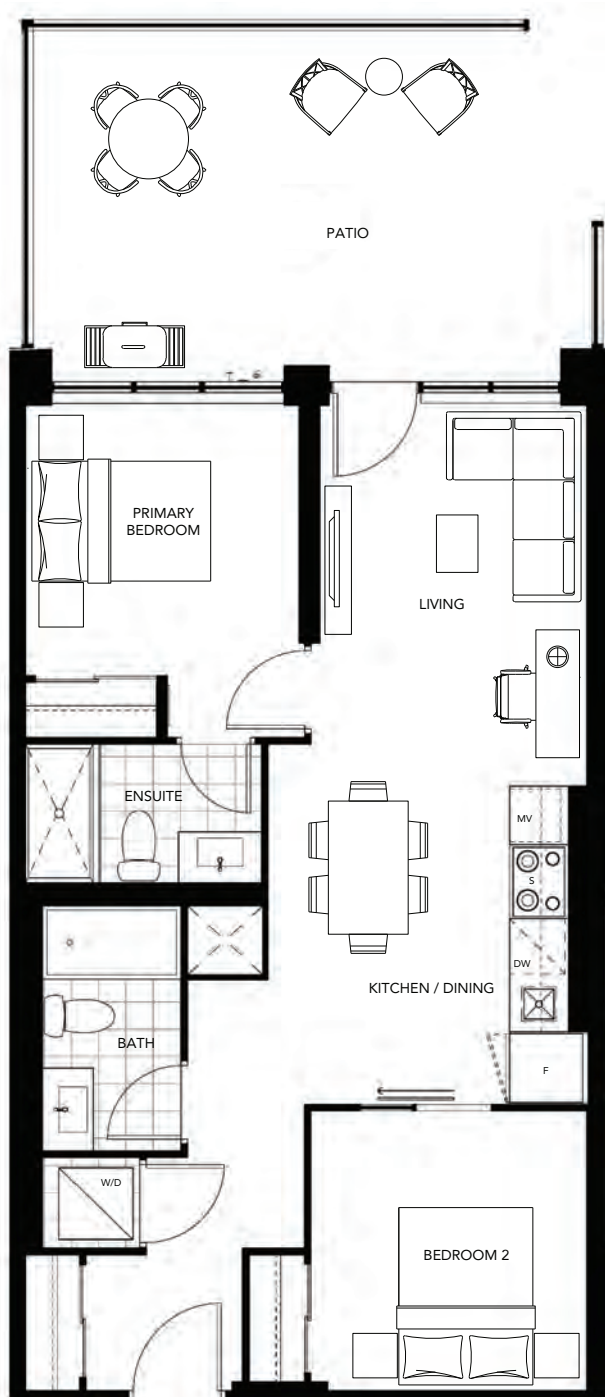 PATIO
PRIMARY
BEDROOM
LIVING
ENSUITE
MV
S
DW
KITCHEN / DINING
BATH
F
W/D
BEDROOM 2